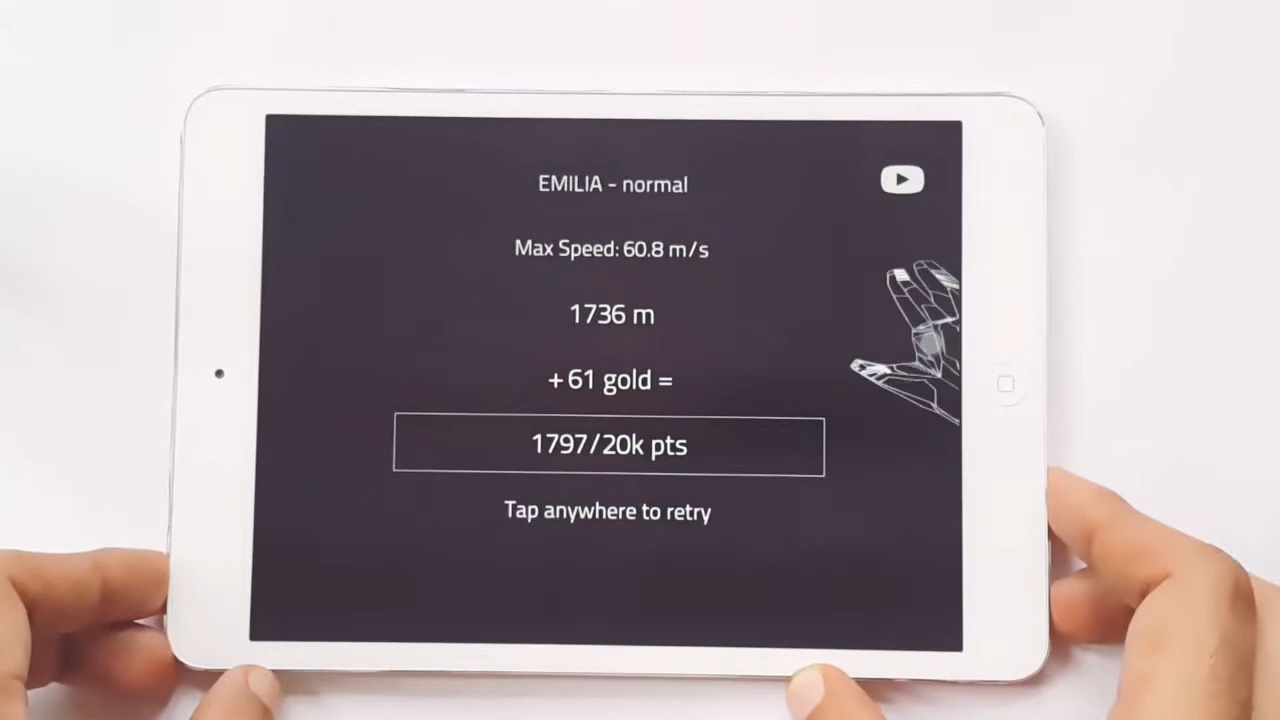 EMILIA - normal
Max Speed: 60.8 m/s
1736 m
+61 gold =
1797/20k pts
Tap anywhere to retry